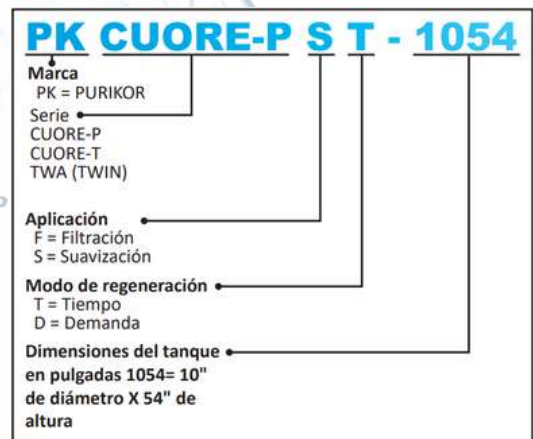 PK CUORE-P S T - 1054
Marca
PK = PURIKOR
Serie
CUORE-P
CUORE-T
TWA (TWIN)
Aplicación
F = Filtración
S = Suavización
Modo de regeneración
T = Tiempo
D = Demanda
Dimensiones del tanque
en pulgadas 1054= 10"
de diámetro X 54" de
altura